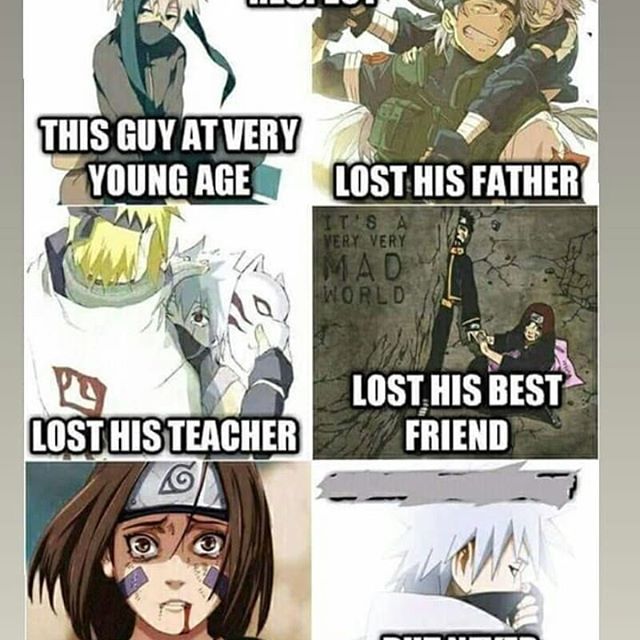 RESPECT
THIS GUY AT VERY
YOUNG AGE
LOST HIS FATHER
LOST HIS TEACHER
IT'S A
VERY VERY
MAD
WORLD
LOST HIS BEST
FRIEND